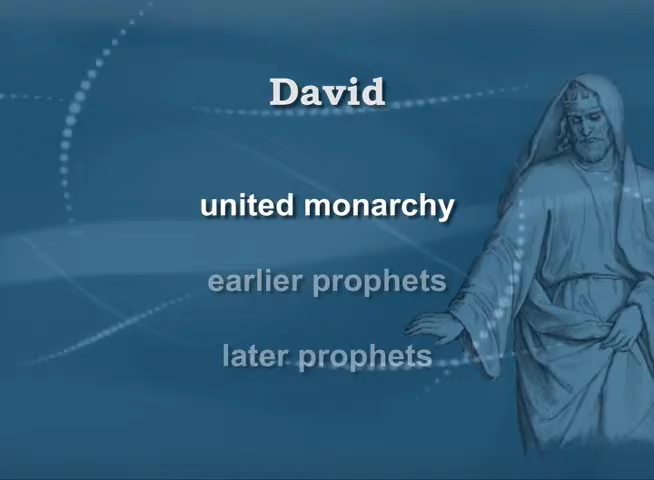 David
united monarchy
earlier prophets
later prophets